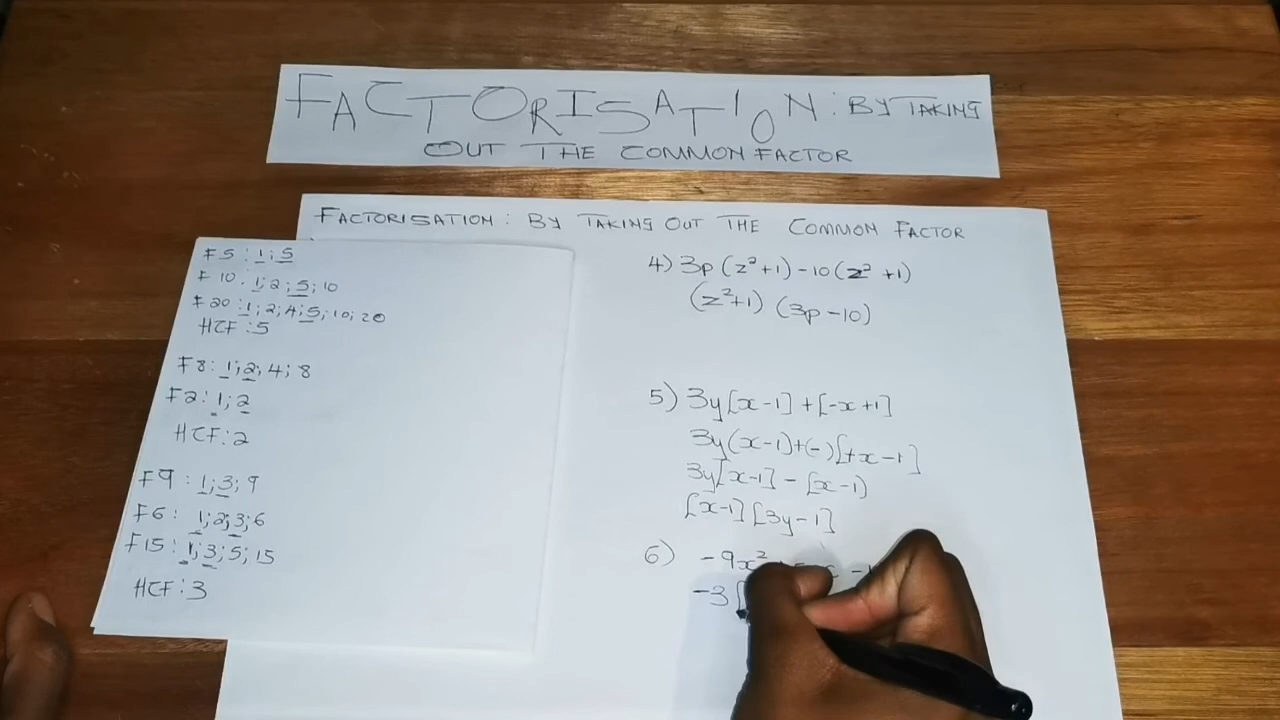 FACTORISATION: BY TAKING
OUT THE COMMON FACTOR
FACTORISATION: BY TAKING OUT THE COMMON FACTOR
F5: 1; 5
F10: 1; 2; 5; 10
F20: 1; 2; 4; 5; 10; 20
HCF: 5
F8: 1; 2; 4; 8
F2: 1; 2
HCF: 2
F9: 1; 3; 9
F6: 1; 2; 3; 6
F15: 1; 3; 5; 15
HCF: 3
4) 3p(z²+1)-10(z²+1)
(z²+1)(3p-10)
5) 3y[x-1]+[-x+1]
3y(x-1)+(-)[+x-1]
3y[x-1]-[x-1)
[x-1][3y-1]
6) -9x²
-3[